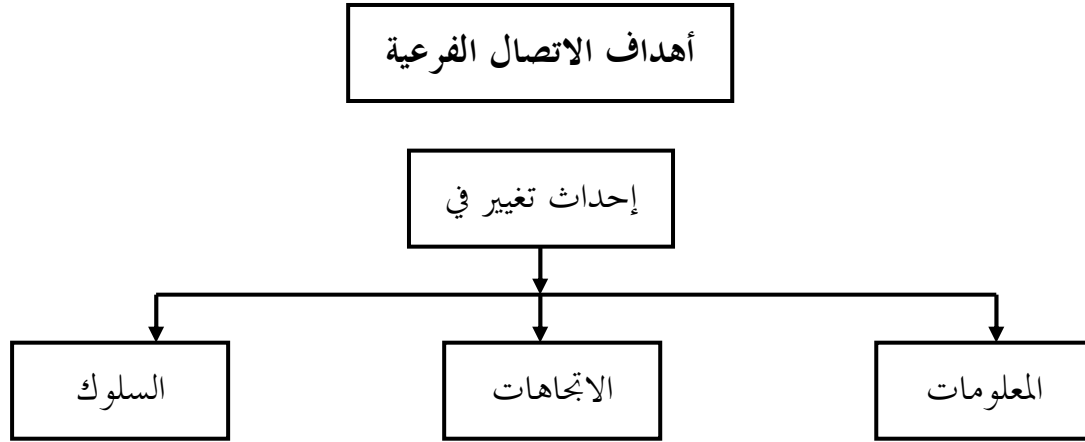 أهداف الاتصال الفرعية
إحداث تغيير في
المعلومات
الاتجاهات
السلوك